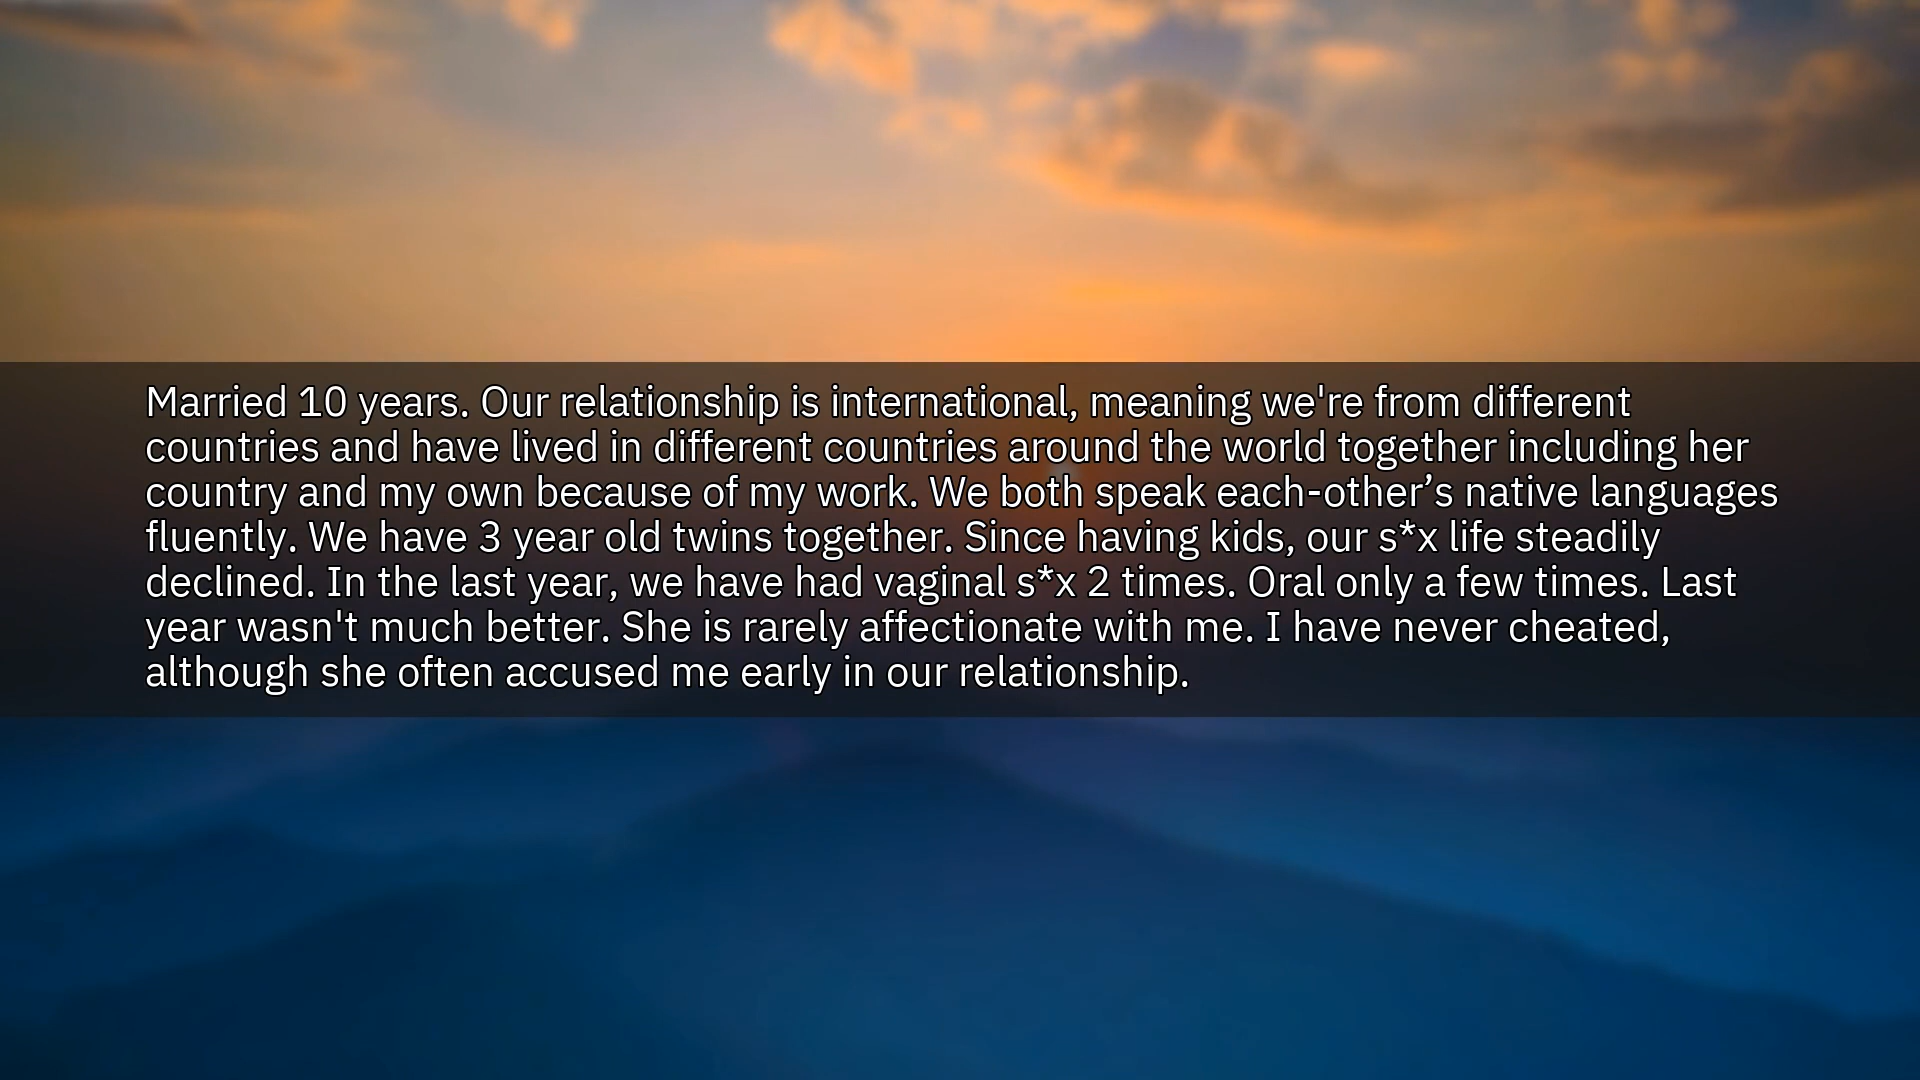 Married 10 years. Our relationship is international, meaning we're from different
countries and have lived in different countries around the world together including her
country and my own because of my work. We both speak each-other’s native languages
fluently. We have 3 year old twins together. Since having kids, our s*x life steadily
declined. In the last year, we have had vaginal s*x 2 times. Oral only a few times. Last
year wasn't much better. She is rarely affectionate with me. I have never cheated,
although she often accused me early in our relationship.